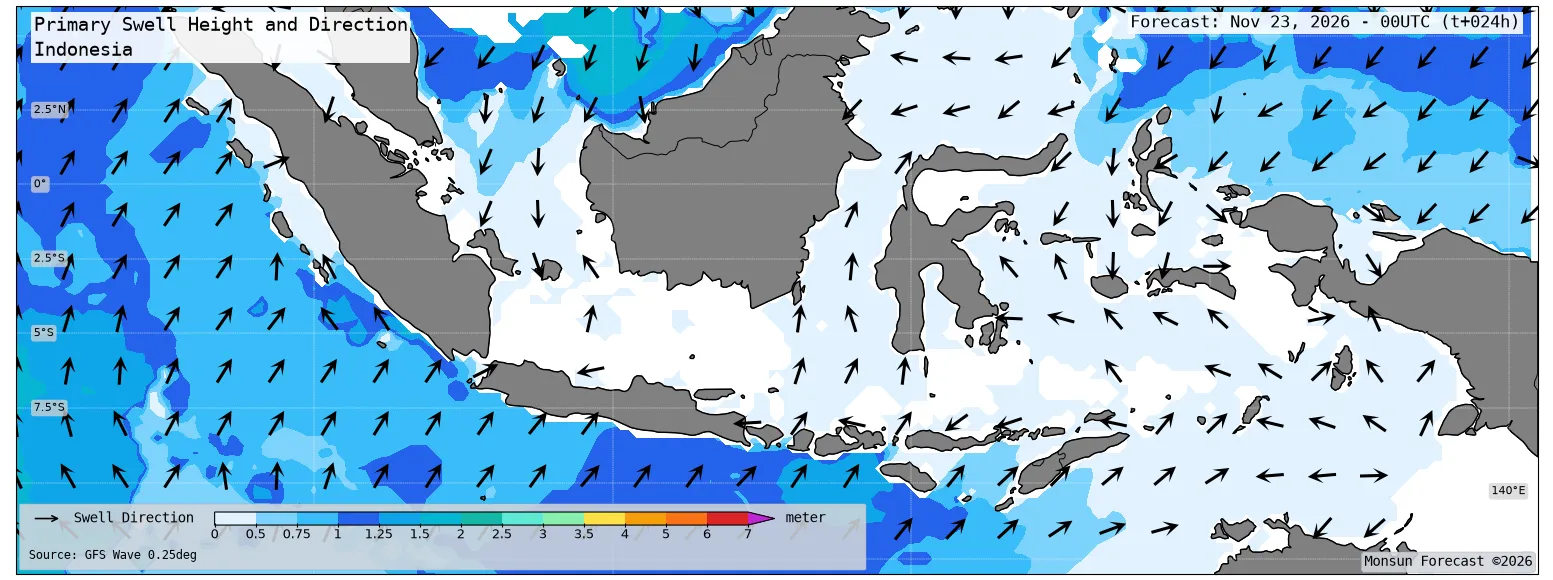 Primary Swell Height and Direction
Indonesia
Forecast: Nov 23, 2026 - 00UTC (t+024h)
2.5°N
0°
2.5°S
5°S
7.5°S
140°E
Swell Direction
meter
0 0.5 0.75 1 1.25 1.5 2 2.5 3 3.5 4 5 6 7
Source: GFS Wave 0.25deg
Monsun Forecast ©2026